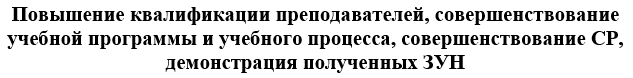 Повышение квалификации преподавателей, совершенствование
учебной программы и учебного процесса, совершенствование СР,
демонстрация полученных ЗУН